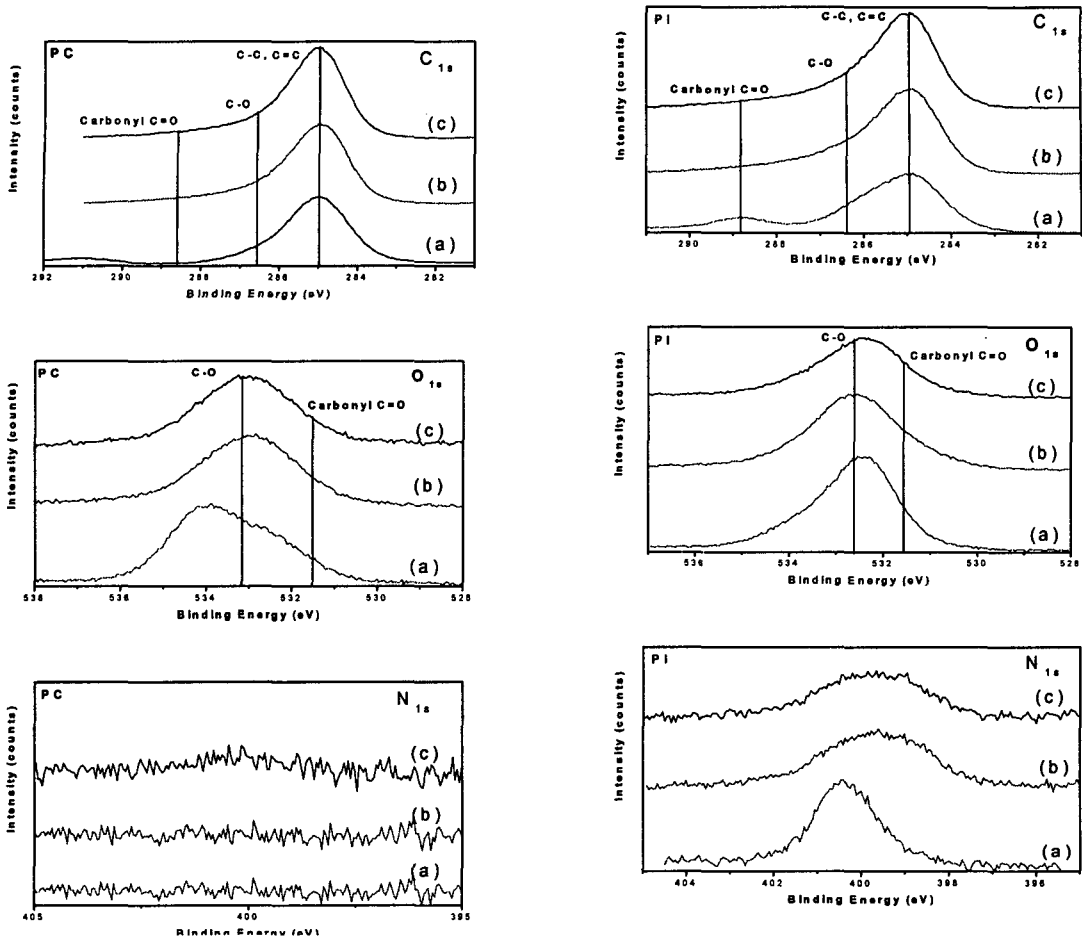 PC
C 1s
C-C, C=C
C-O
Carbonyl C=O
(c)
(b)
(a)
Intensity (counts)
292 290 288 286 284 282
Binding Energy (eV)
PI
C 1s
C-C, C=C
C-O
Carbonyl C=O
(c)
(b)
(a)
Intensity (counts)
290 288 286 284 282
Binding Energy (eV)
PC
O 1s
C-O
Carbonyl C=O
(c)
(b)
(a)
Intensity (counts)
538 536 534 532 530 528
Binding Energy (eV)
PI
O 1s
C-O
Carbonyl C=O
(c)
(b)
(a)
Intensity (counts)
534 532 530 528
Binding Energy (eV)
PC
N 1s
(c)
(b)
(a)
Intensity (counts)
405 400 395
Binding Energy (eV)
PI
N 1s
(c)
(b)
(a)
Intensity (counts)
404 402 400 398 396
Binding Energy (eV)